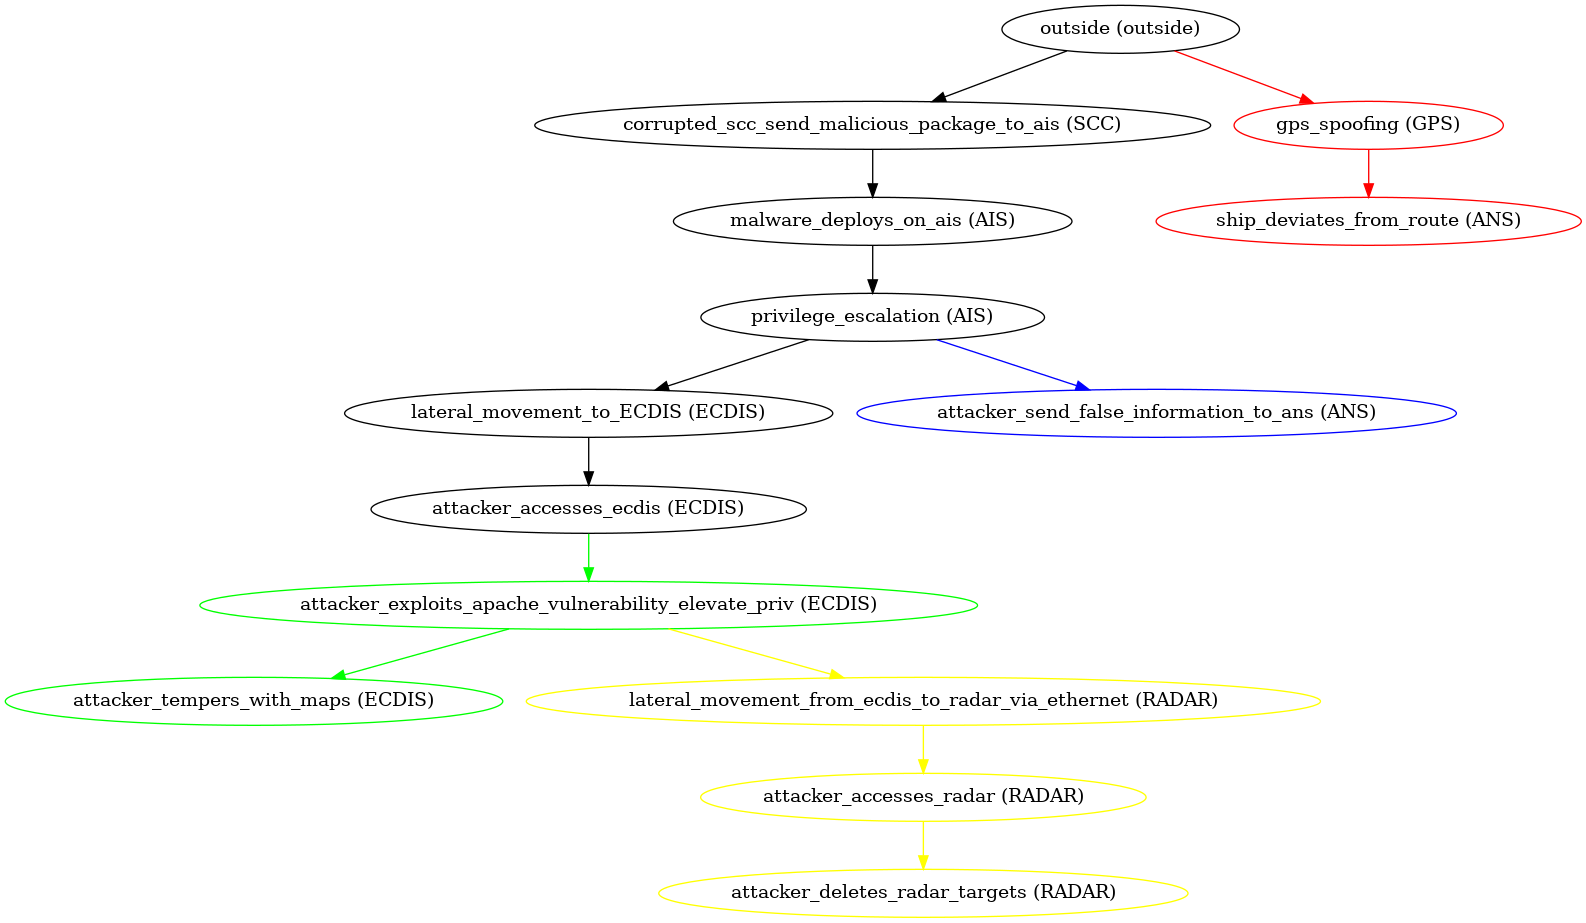 outside (outside)
corrupted_scc_send_malicious_package_to_ais (SCC)
gps_spoofing (GPS)
malware_deploys_on_ais (AIS)
ship_deviates_from_route (ANS)
privilege_escalation (AIS)
lateral_movement_to_ECDIS (ECDIS)
attacker_send_false_information_to_ans (ANS)
attacker_accesses_ecdis (ECDIS)
attacker_exploits_apache_vulnerability_elevate_priv (ECDIS)
attacker_tempers_with_maps (ECDIS)
lateral_movement_from_ecdis_to_radar_via_ethernet (RADAR)
attacker_accesses_radar (RADAR)
attacker_deletes_radar_targets (RADAR)